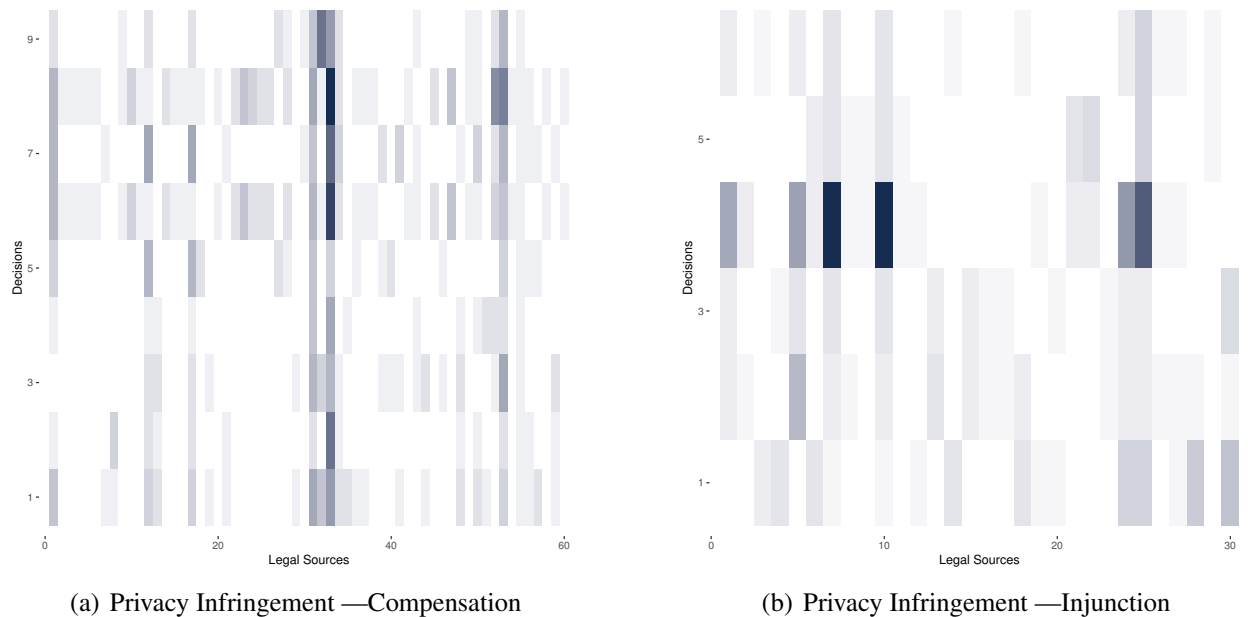 9
7
5
3
1
Decisions
0
20
40
60
Legal Sources
(a) Privacy Infringement —Compensation
5
3
1
Decisions
0
10
20
30
Legal Sources
(b) Privacy Infringement —Injunction